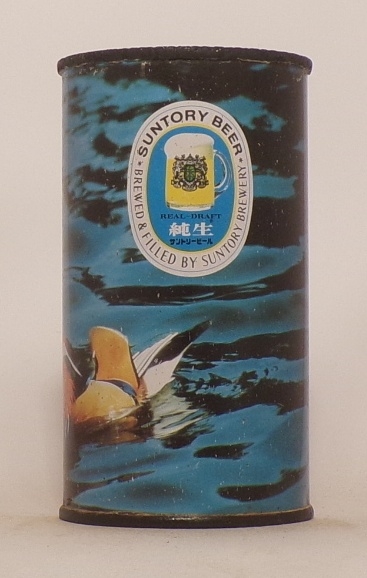 • SUNTORY BEER •
BREWED & FILLED BY SUNTORY BREWERY
REAL-DRAFT
純生
サントリービール